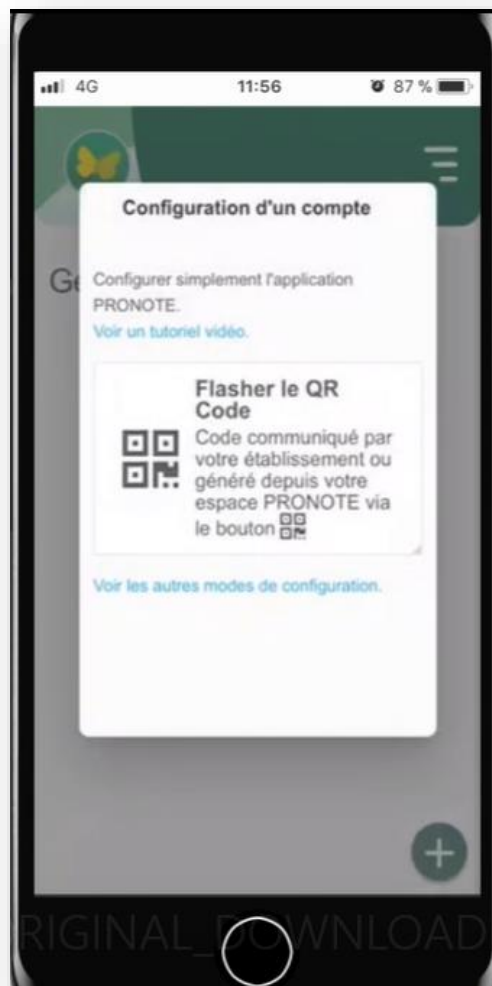 4G 11:56 87 %
Configuration d'un compte
Ge
Configurer simplement l'application
PRONOTE.
Voir un tutoriel vidéo.
Flasher le QR
Code
Code communiqué par
votre établissement ou
généré depuis votre
espace PRONOTE via
le bouton
Voir les autres modes de configuration.
RIGINAL_DOWNLOAD